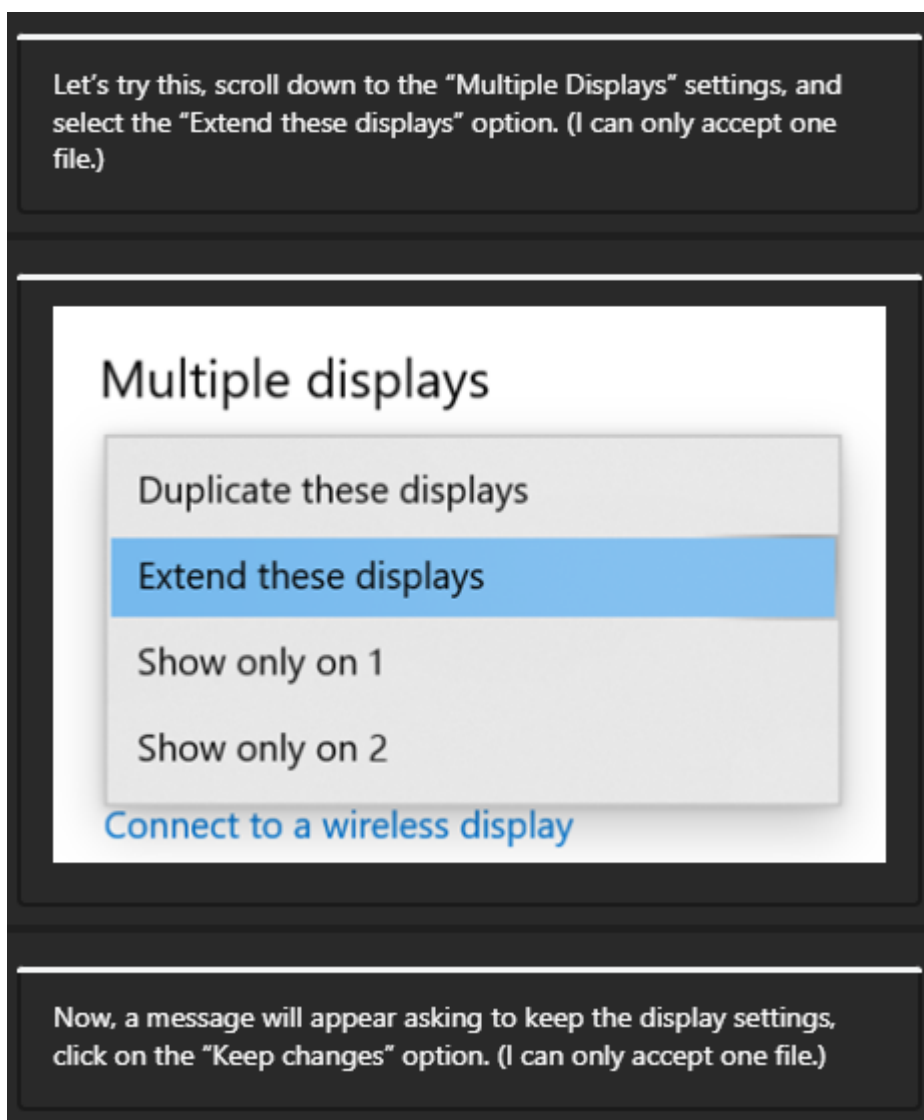 Let’s try this, scroll down to the “Multiple Displays” settings, and
select the “Extend these displays” option. (I can only accept one
file.)
Multiple displays
Duplicate these displays
Extend these displays
Show only on 1
Show only on 2
Connect to a wireless display
Now, a message will appear asking to keep the display settings,
click on the “Keep changes” option. (I can only accept one file.)